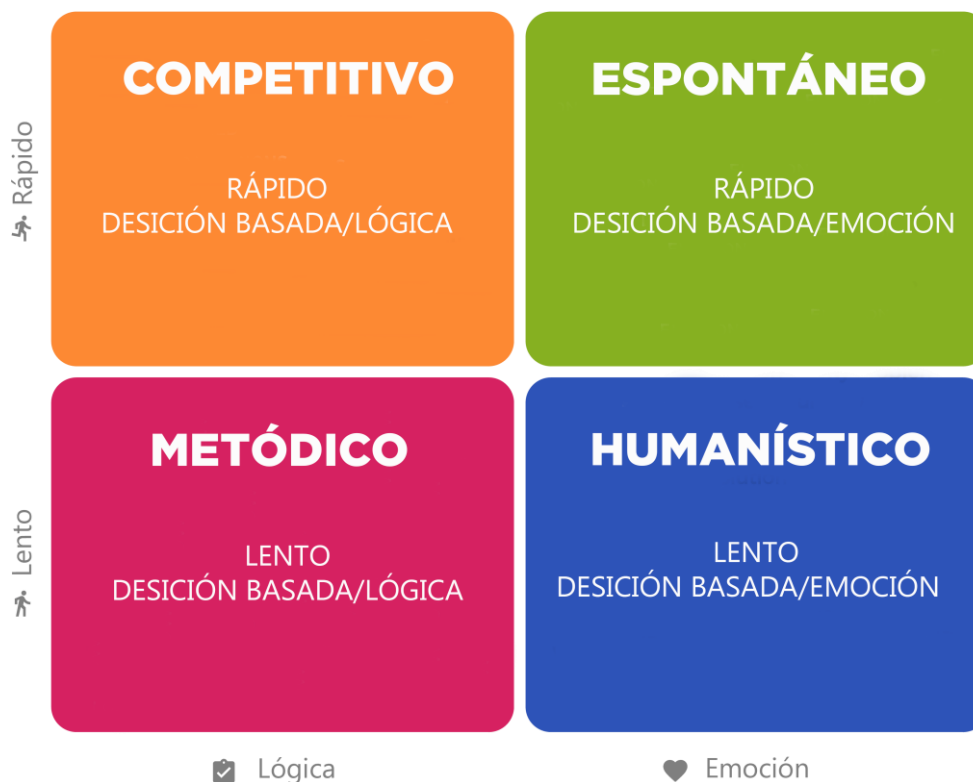 COMPETITIVO
RÁPIDO
DESICIÓN BASADA/LÓGICA
ESPONTÁNEO
RÁPIDO
DESICIÓN BASADA/EMOCIÓN
Rápido
METÓDICO
LENTO
DESICIÓN BASADA/LÓGICA
HUMANÍSTICO
LENTO
DESICIÓN BASADA/EMOCIÓN
Lento
Lógica
Emoción